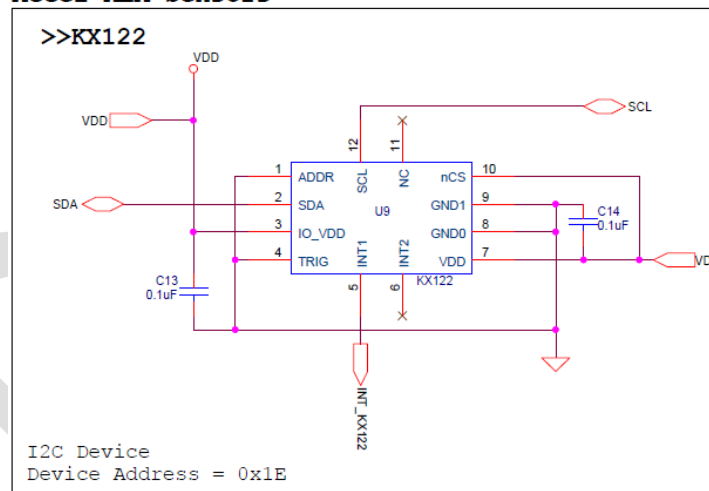 >>KX122
VDD
VDD
SCL
12
11
1
ADDR
SCL
NC
nCS
10
SDA
2
SDA
U9
GND1
9
3
IO_VDD
GND0
8
C14
0.1uF
4
TRIG
INT1
INT2
VDD
7
KX122
C13
0.1uF
5
6
INT_KX122
I2C Device
Device Address = 0x1E